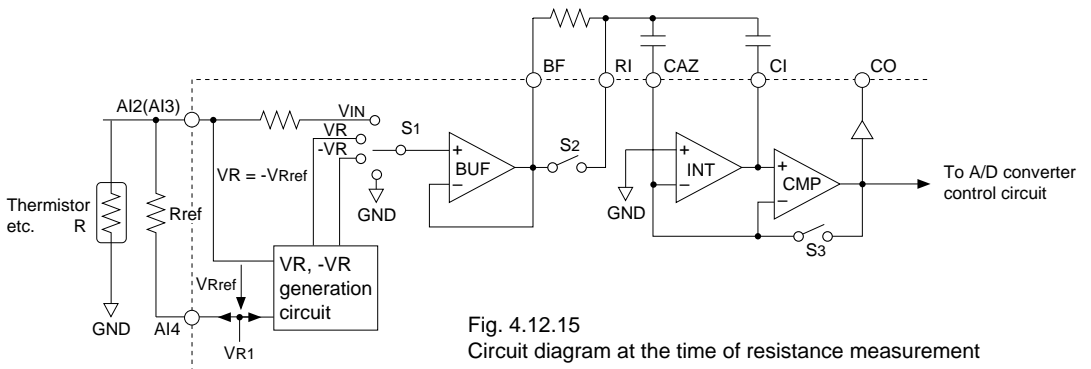 BF
RI
CAZ
CI
CO
AI2(AI3)
VIN
VR
-VR
S1
VR = -VRref
GND
+
-
BUF
S2
+
-
INT
GND
+
-
CMP
S3
To A/D converter
control circuit
Thermistor
etc.
R
Rref
GND
VRref
AI4
VR1
VR, -VR
generation
circuit
Fig. 4.12.15
Circuit diagram at the time of resistance measurement